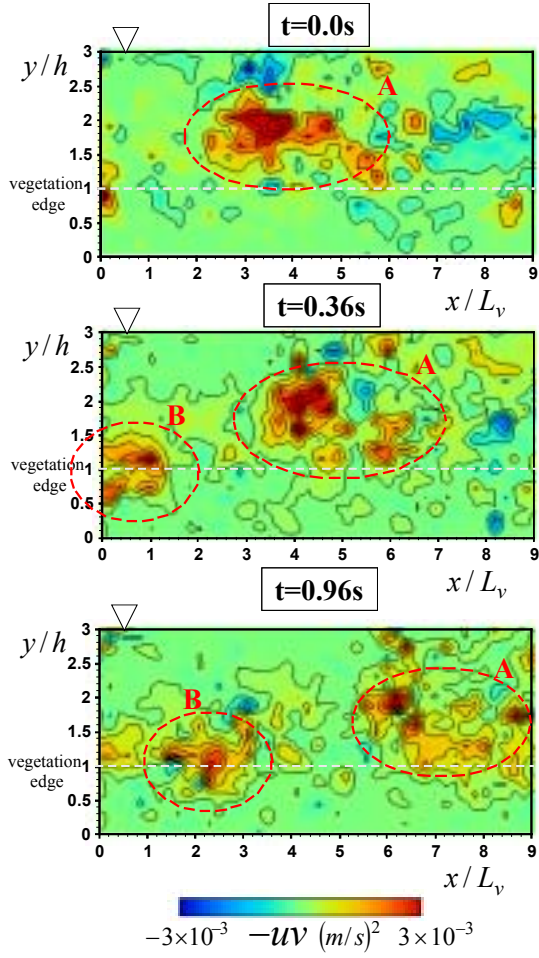 t=0.0s
y/h
3
2.5
2
1.5
1
0.5
0
vegetation
edge
A
0 1 2 3 4 5 6 7 8 9
x/L_v
t=0.36s
y/h
3
2.5
2
1.5
1
0.5
0
vegetation
edge
B
A
0 1 2 3 4 5 6 7 8 9
x/L_v
t=0.96s
y/h
3
2.5
2
1.5
1
0.5
0
vegetation
edge
B
A
0 1 2 3 4 5 6 7 8 9
x/L_v
−3×10⁻³ −uv (m/s)² 3×10⁻³